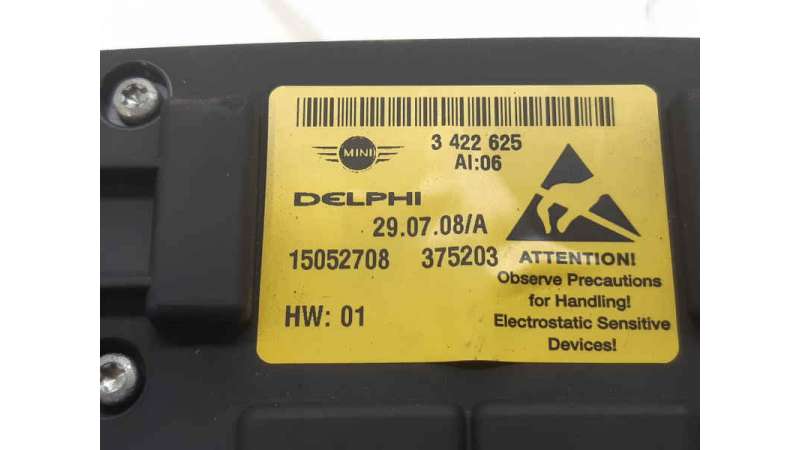 3 422 625
MINI
AI:06
DELPHI
29.07.08/A
15052708 375203
ATTENTION!
Observe Precautions
for Handling!
HW: 01
Electrostatic Sensitive
Devices!